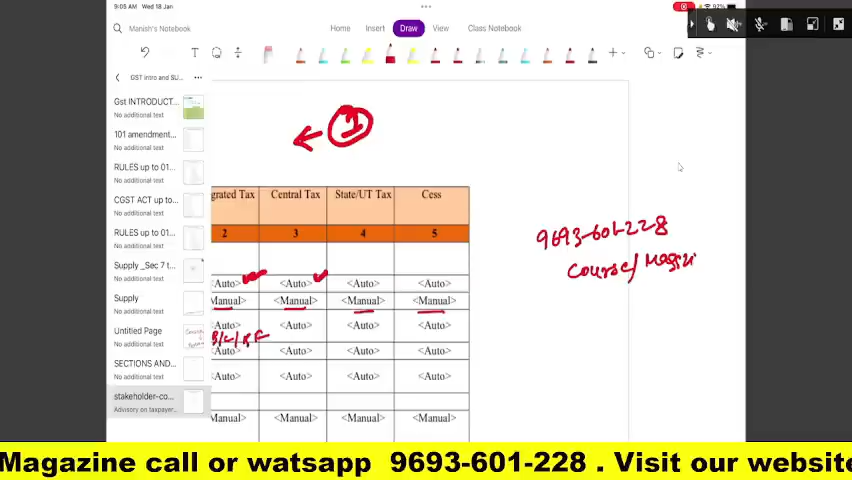 9:05 AM Wed 18 Jan
92%
Manish's Notebook
Home Insert Draw View Class Notebook
GST intro and SU...
Gst INTRODUCT...
No additional text
101 amendment...
No additional text
RULES up to 01...
No additional text
CGST ACT up to...
No additional text
RULES up to 01...
No additional text
Supply _Sec 7 t...
No additional text
Supply
No additional text
Untitled Page
No additional text
SECTIONS AND...
No additional text
stakeholder-co...
Advisory on taxpayer...
grated Tax Central Tax State/UT Tax Cess
2 3 4 5
<Auto> <Auto> <Auto> <Auto>
Manual> <Manual> <Manual> <Manual>
<Auto> <Auto> <Auto> <Auto>
<Auto> <Auto> <Auto> <Auto>
<Auto> <Auto> <Auto> <Auto>
Manual> <Manual> <Manual> <Manual>
9693-601-228
Course/Magazi
Magazine call or watsapp 9693-601-228 . Visit our website